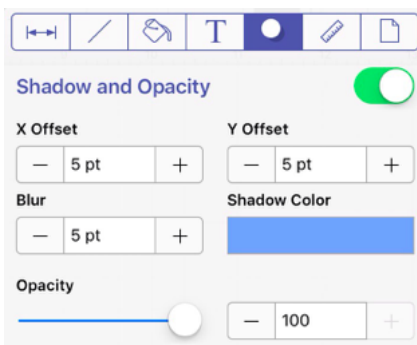 T
Shadow and Opacity
X Offset Y Offset
— 5 pt + — 5 pt +
Blur Shadow Color
— 5 pt +
Opacity
— 100 +